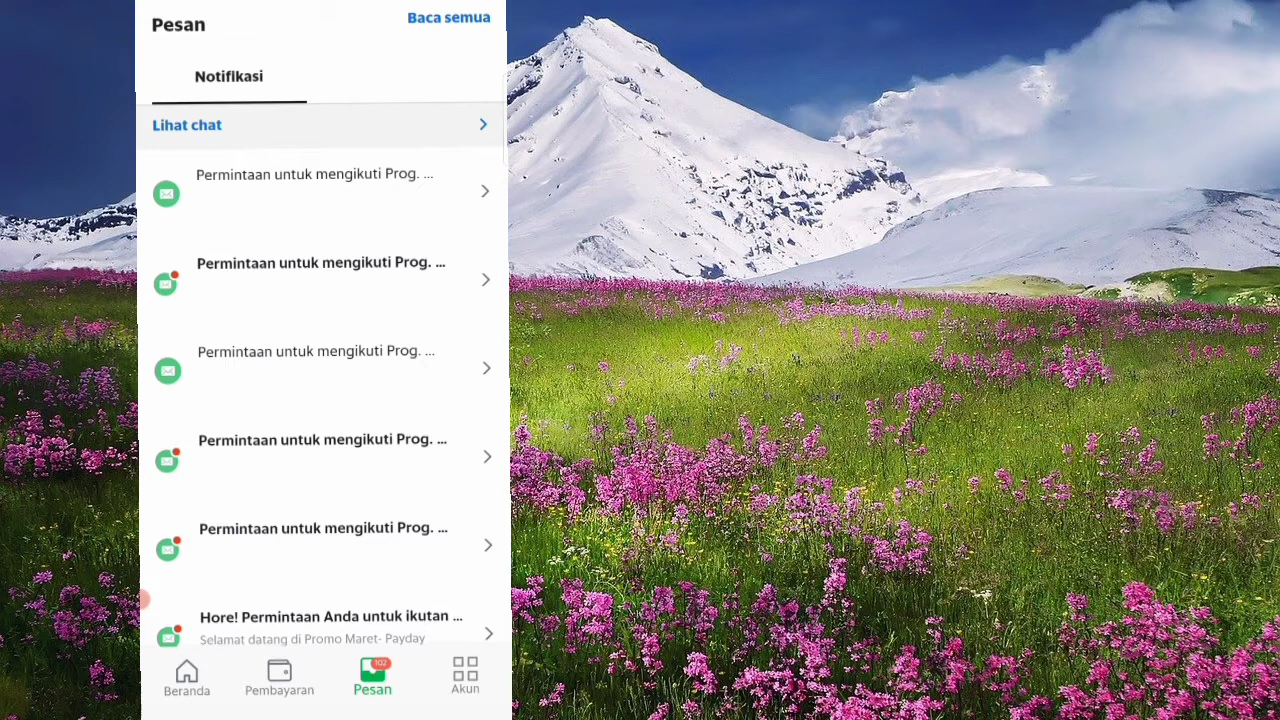 Pesan
Baca semua
Notifikasi
Lihat chat
Permintaan untuk mengikuti Prog. ...
Permintaan untuk mengikuti Prog. ...
Permintaan untuk mengikuti Prog. ...
Permintaan untuk mengikuti Prog. ...
Permintaan untuk mengikuti Prog. ...
Hore! Permintaan Anda untuk ikutan ...
Selamat datang di Promo Maret- Payday
102
Beranda
Pembayaran
Pesan
Akun